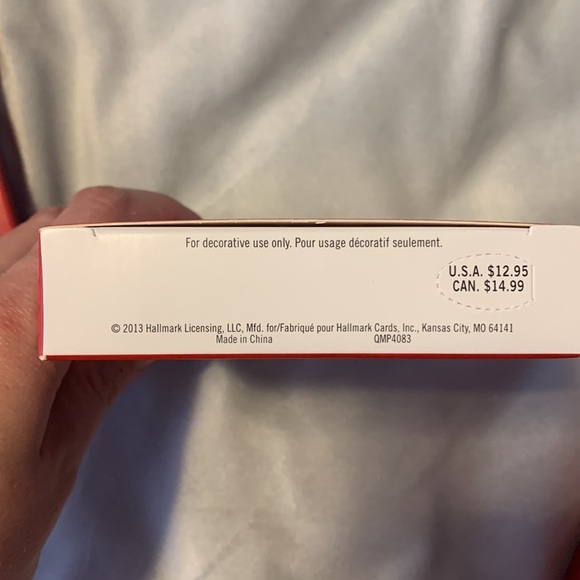 For decorative use only. Pour usage décoratif seulement.
U.S.A. $12.95
CAN. $14.99
© 2013 Hallmark Licensing, LLC, Mfd. for/Fabriqué pour Hallmark Cards, Inc., Kansas City, MO 64141
Made in China QMP4083